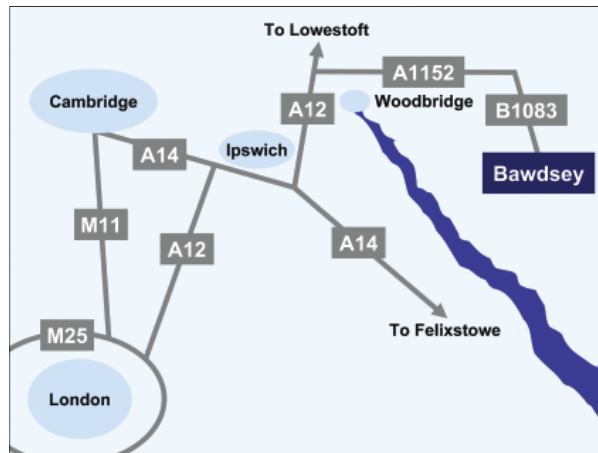 To Lowestoft
A1152
Cambridge
A12
Woodbridge
B1083
A14
Ipswich
Bawdsey
M11
A12
A14
To Felixstowe
M25
London